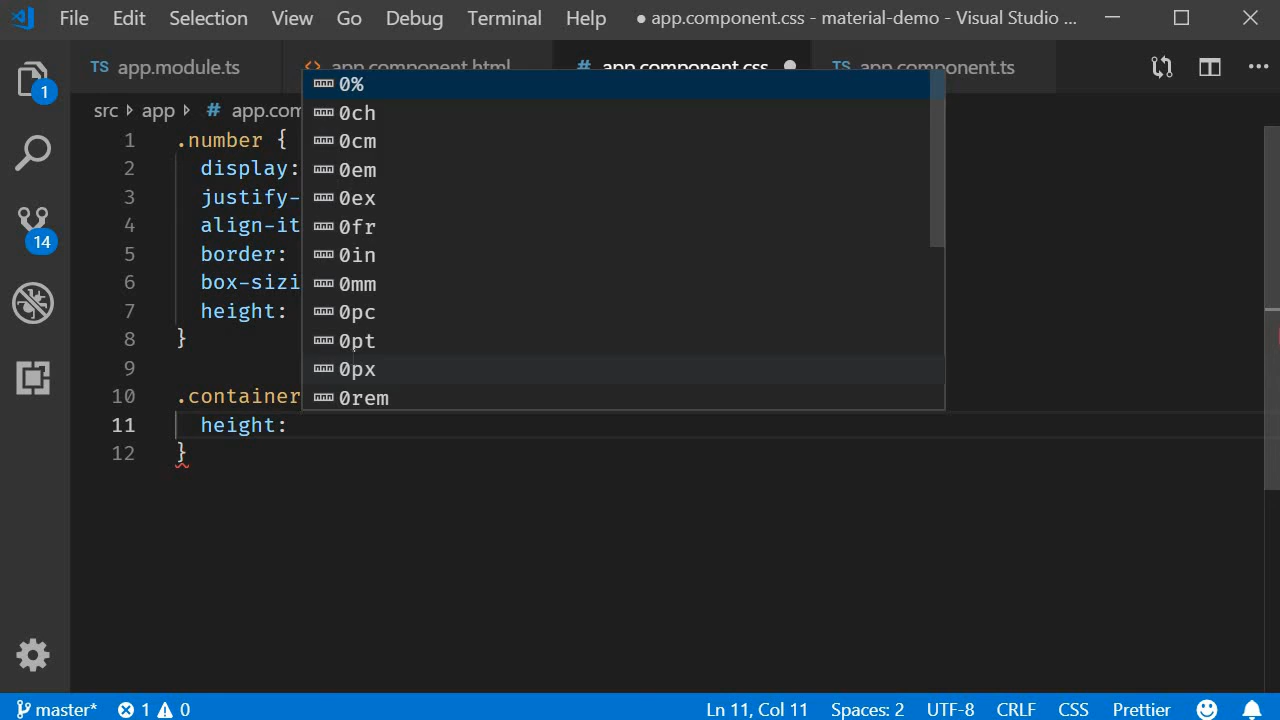 File Edit Selection View Go Debug Terminal Help ● app.component.css - material-demo - Visual Studio ...
TS app.module.ts <> app.component.html # app.component.css ● TS app.component.ts
1
src app # app.com
0%
0ch
0cm
0em
0ex
0fr
0in
0mm
0pc
0pt
0px
0rem
1 .number {
2 display:
3 justify-
4 align-it
5 border:
6 box-sizi
7 height:
8 }
9
10 .container
11 height:
12 }
14
master* 1 0 Ln 11, Col 11 Spaces: 2 UTF-8 CRLF CSS Prettier